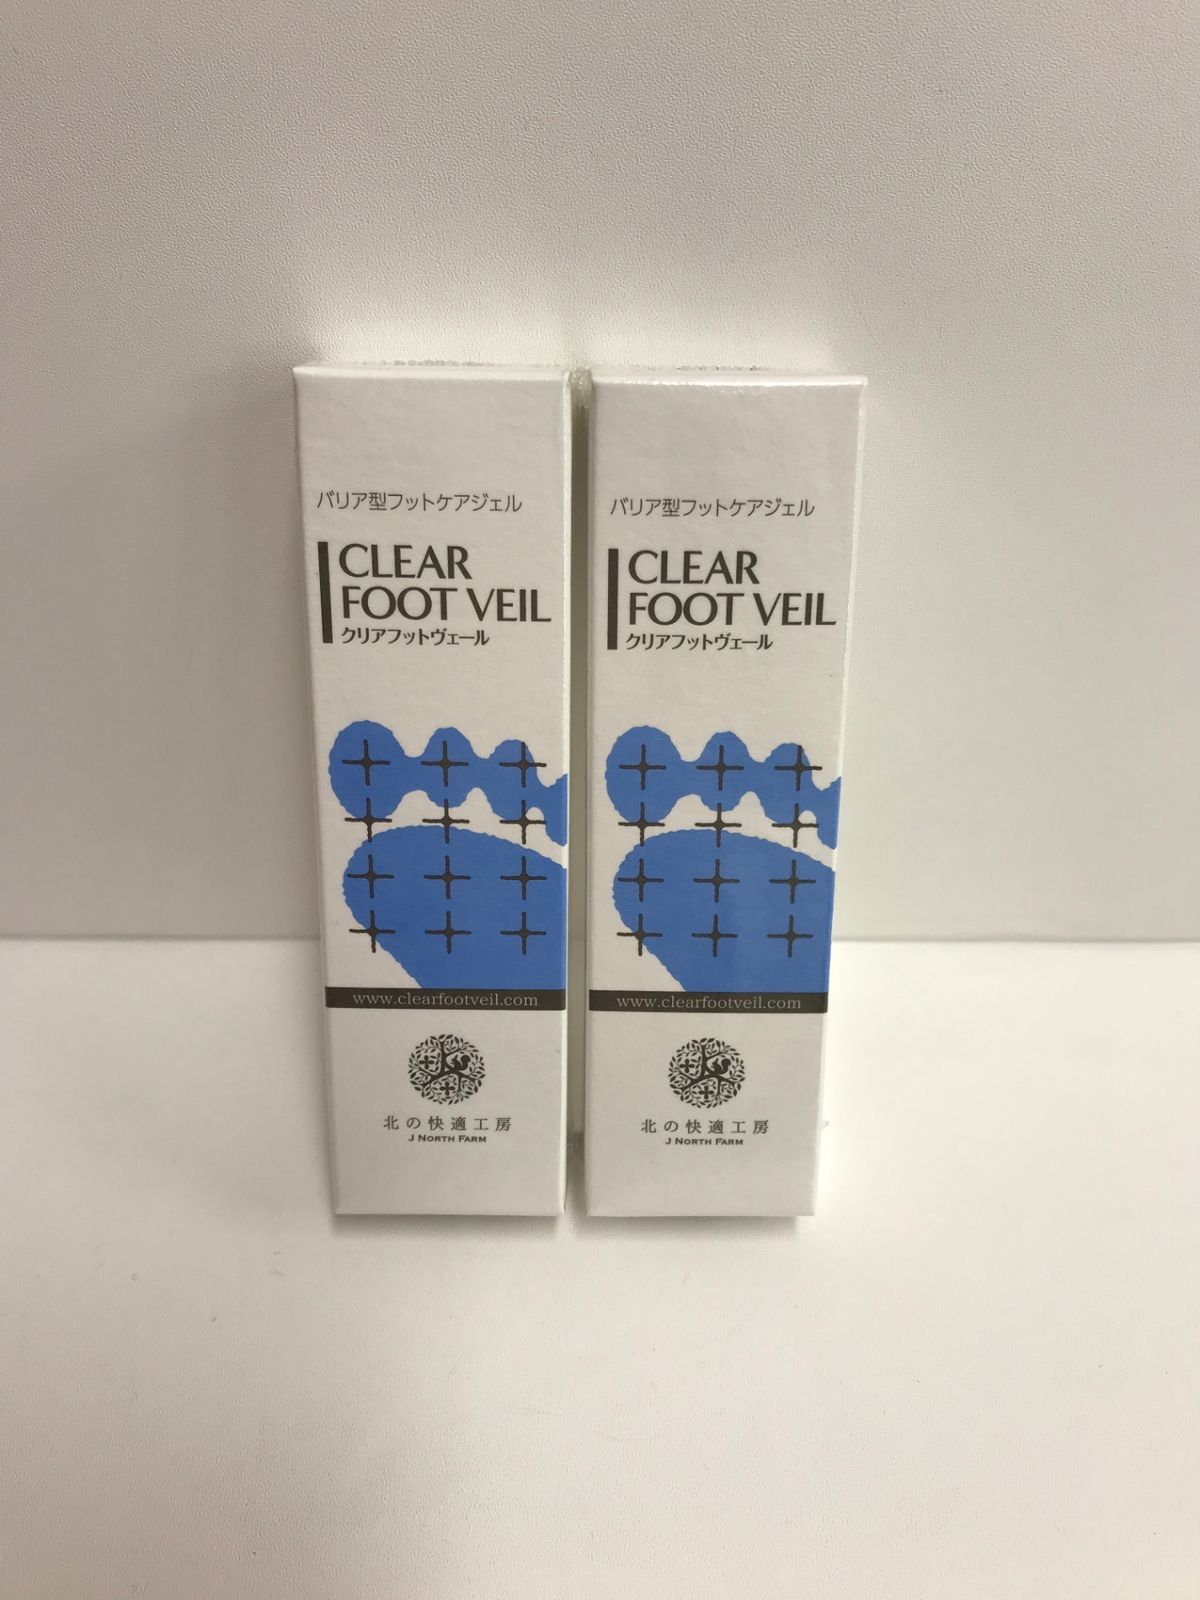 バリア型フットケアジェル
CLEAR
FOOT VEIL
クリアフットヴェール
www.clearfootveil.com
北の快適工房
J NORTH FARM
バリア型フットケアジェル
CLEAR
FOOT VEIL
クリアフットヴェール
www.clearfootveil.com
北の快適工房
J NORTH FARM